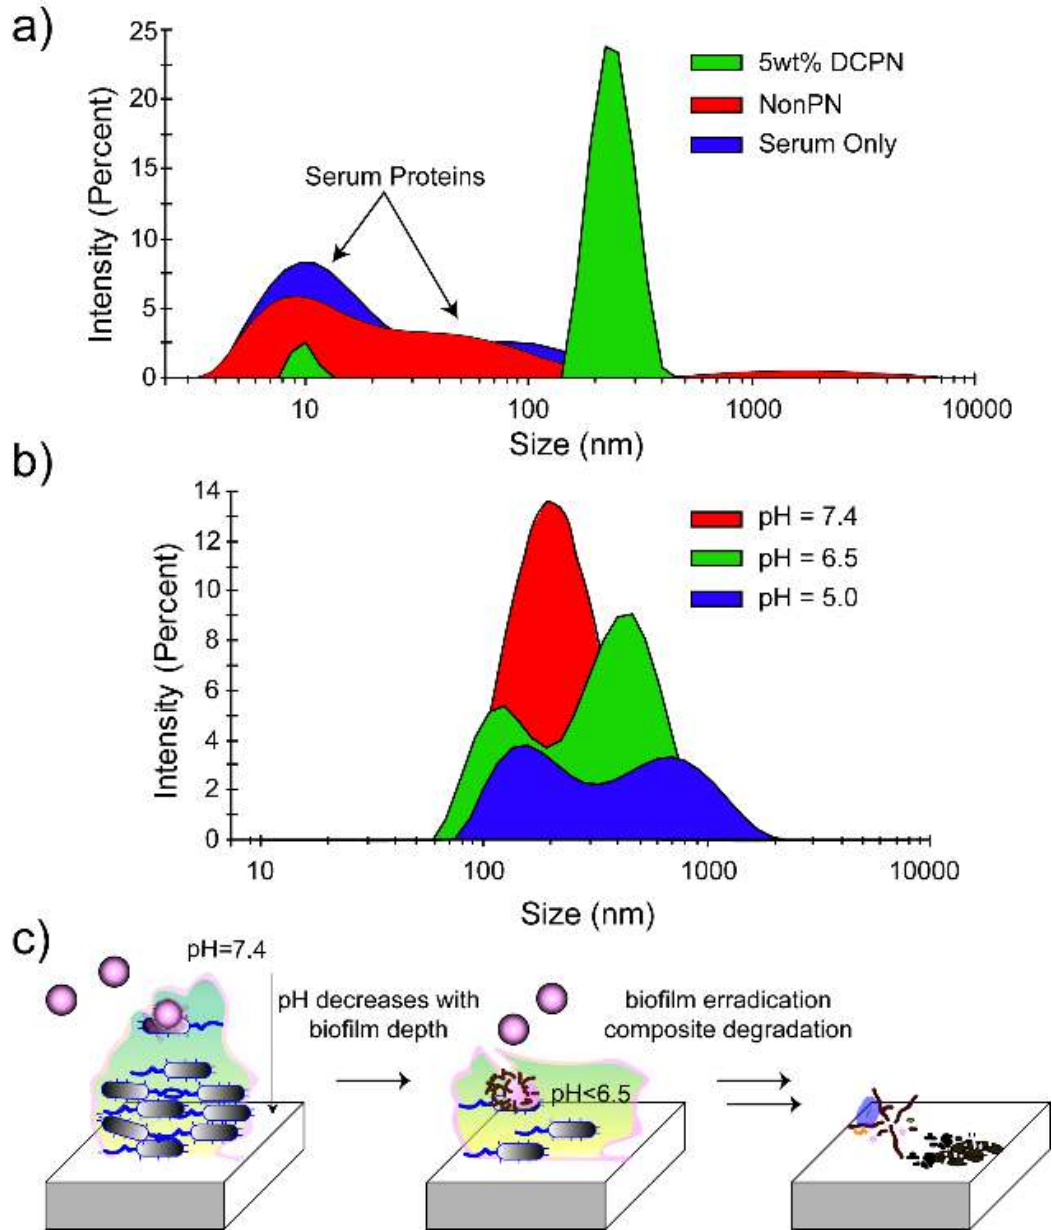 a)
25
20
15
10
5
0
Intensity (Percent)
5wt% DCPN
NonPN
Serum Only
Serum Proteins
10
100
1000
10000
Size (nm)
b)
14
12
10
8
6
4
2
0
Intensity (Percent)
pH = 7.4
pH = 6.5
pH = 5.0
10
100
1000
10000
Size (nm)
c)
pH=7.4
pH decreases with
biofilm depth
pH<6.5
biofilm erradication
composite degradation